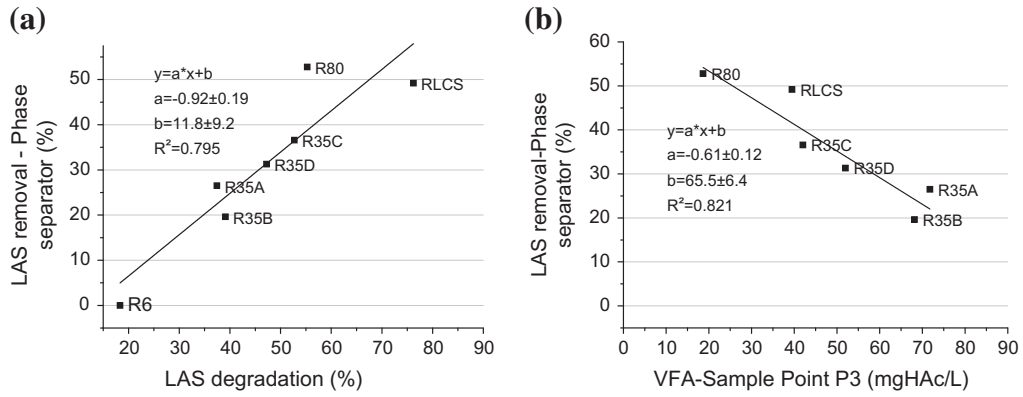 (a)
LAS removal - Phase
separator (%)
50
40
30
20
10
0
y=a*x+b
a=-0.92±0.19
b=11.8±9.2
R²=0.795
R80
RLCS
R35C
R35D
R35A
R35B
R6
20 30 40 50 60 70 80 90
LAS degradation (%)
(b)
LAS removal-Phase
separator (%)
60
50
40
30
20
10
0
R80
RLCS
y=a*x+b
a=-0.61±0.12
b=65.5±6.4
R²=0.821
R35C
R35D
R35A
R35B
0 10 20 30 40 50 60 70 80 90
VFA-Sample Point P3 (mgHAc/L)